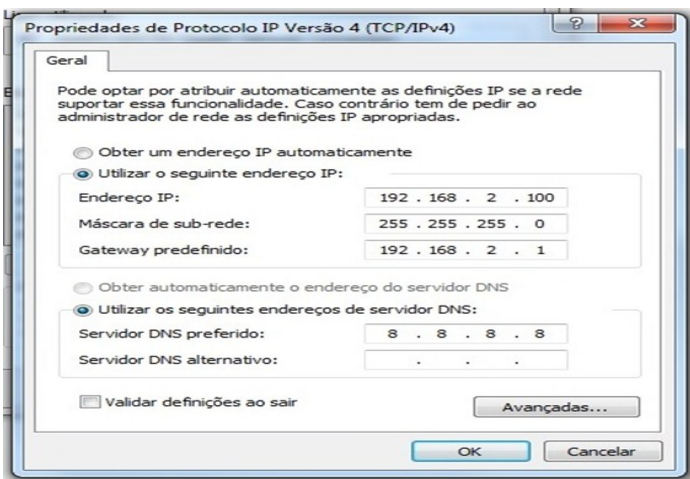 Propriedades de Protocolo IP Versão 4 (TCP/IPv4)
Geral
Pode optar por atribuir automaticamente as definições IP se a rede
suportar essa funcionalidade. Caso contrário tem de pedir ao
administrador de rede as definições IP apropriadas.
Obter um endereço IP automaticamente
Utilizar o seguinte endereço IP:
Endereço IP: 192 . 168 . 2 . 100
Máscara de sub-rede: 255 . 255 . 255 . 0
Gateway predefinido: 192 . 168 . 2 . 1
Obter automaticamente o endereço do servidor DNS
Utilizar os seguintes endereços de servidor DNS:
Servidor DNS preferido: 8 . 8 . 8 . 8
Servidor DNS alternativo: . . .
Validar definições ao sair
Avançadas...
OK Cancelar